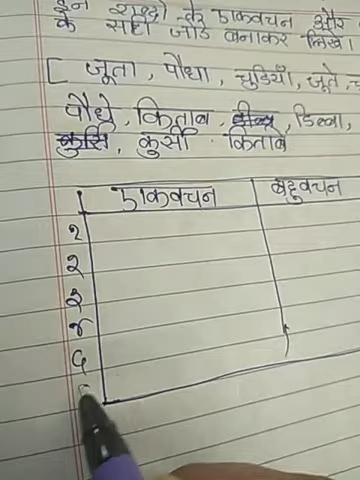 इन शब्दो के एकवचन और
के सही जोड बनाकर लिखे।
[ जूता, पौधा, चुडियाँ, जूते,
पौधे, किताब, डिब्बा,
कुर्सी, किताबे
एकवचन बहुवचन
१
२
३
४
५